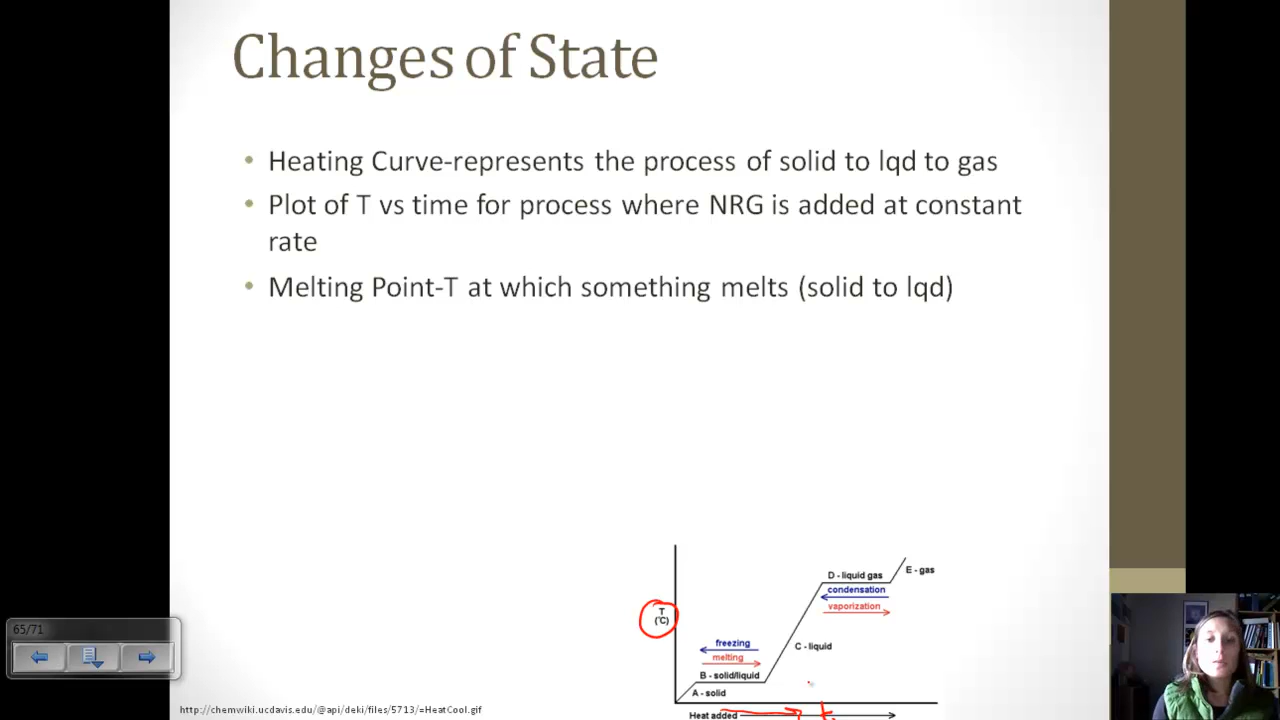 Changes of State
• Heating Curve-represents the process of solid to lqd to gas
• Plot of T vs time for process where NRG is added at constant
rate
• Melting Point-T at which something melts (solid to lqd)
E - gas
D - liquid gas
condensation
vaporization
T
(°C)
freezing
melting
C - liquid
B - solid/liquid
A - solid
Heat added
65/71
http://chemwiki.ucdavis.edu/@api/deki/files/5713/=HeatCool.gif